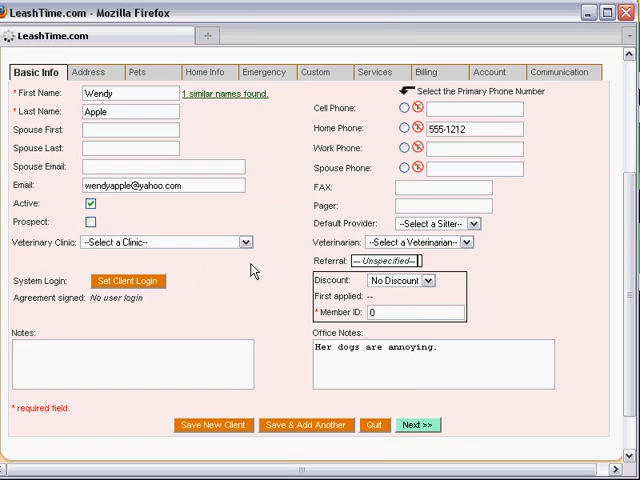 LeashTime.com - Mozilla Firefox
LeashTime.com
Basic Info Address Pets Home Info Emergency Custom Services Billing Account Communication
* First Name: Wendy 1 similar names found.
* Last Name: Apple
Spouse First:
Spouse Last:
Spouse Email:
Email: wendyapple@yahoo.com
Active:
Prospect:
Veterinary Clinic: --Select a Clinic--
System Login: Set Client Login
Agreement signed: No user login
Notes:
Select the Primary Phone Number
Cell Phone:
Home Phone: 555-1212
Work Phone:
Spouse Phone:
FAX:
Pager:
Default Provider: --Select a Sitter--
Veterinarian: --Select a Veterinarian--
Referral: -- Unspecified--
Discount: No Discount
First applied: --
* Member ID: 0
Office Notes:
Her dogs are annoying.
* required field.
Save New Client Save & Add Another Quit Next >>